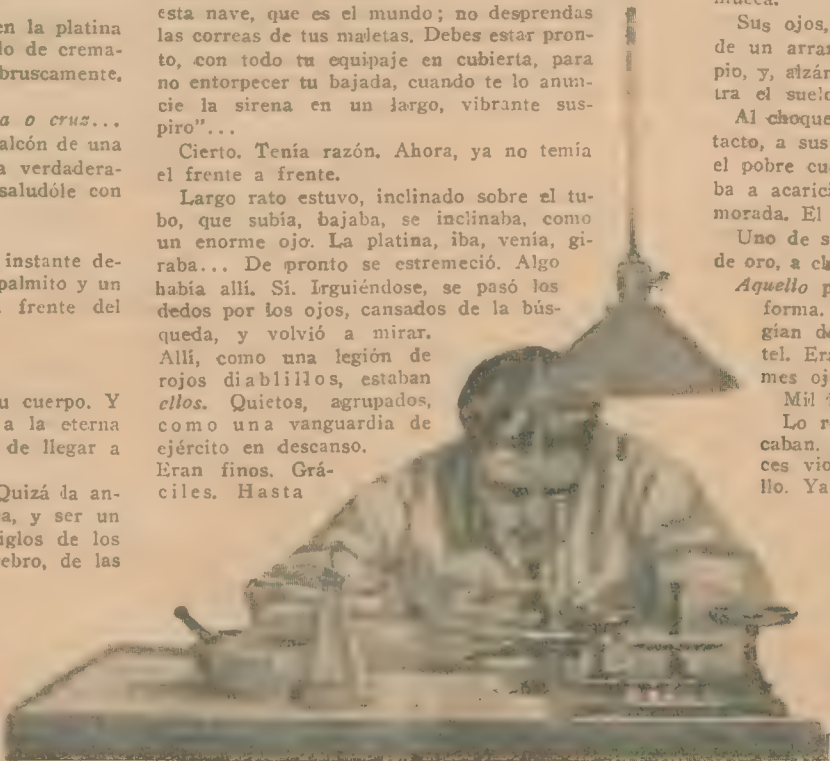 en la platina
lo de crema-
bruscamente,
a o cruz...
alcón de una
a verdadera-
saludóle con
instante de-
palmito y un
frente del
u cuerpo. Y
a la eterna
de llegar a
Quizá la an-
a, y ser un
iglos de los
ebro, de las
esta nave, que es el mundo; no desprendas
las correas de tus maletas. Debes estar pron-
to, con todo tu equipaje en cubierta, para
no entorpecer tu bajada, cuando te lo anun-
cie la sirena en un largo, vibrante sus-
piro"...
Cierto. Tenía razón. Ahora, ya no temía
el frente a frente.
Largo rato estuvo, inclinado sobre el tu-
bo, que subía, bajaba, se inclinaba, como
un enorme ojo. La platina, iba, venía, gi-
raba... De pronto se estremeció. Algo
había allí. Sí. Irguiéndose, se pasó los
dedos por los ojos, cansados de la bús-
queda, y volvió a mirar.
Allí, como una legión de
rojos diablillos, estaban
ellos. Quietos, agrupados,
como una vanguardia de
ejército en descanso.
Eran finos. Grá-
ciles. Hasta
mueca.
Sus ojos,
de un arran
pio, y, alzán
tra el suelo
Al choque
tacto, a sus
el pobre cu
ba a acarici
morada. El
Uno de s
de oro, a ch
Aquello p
forma.
gían de
tel. Era
mes oj
Mil
Lo r
caban.
ces vio
llo. Ya